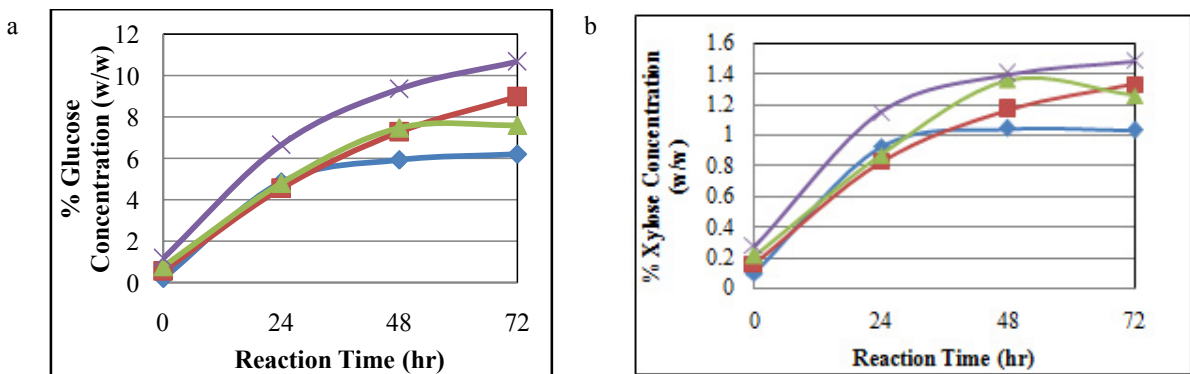 a
% Glucose
Concentration (w/w)
12
10
8
6
4
2
0
0 24 48 72
Reaction Time (hr)
b
% Xylose Concentration
(w/w)
1.6
1.4
1.2
1
0.8
0.6
0.4
0.2
0
0 24 48 72
Reaction Time (hr)